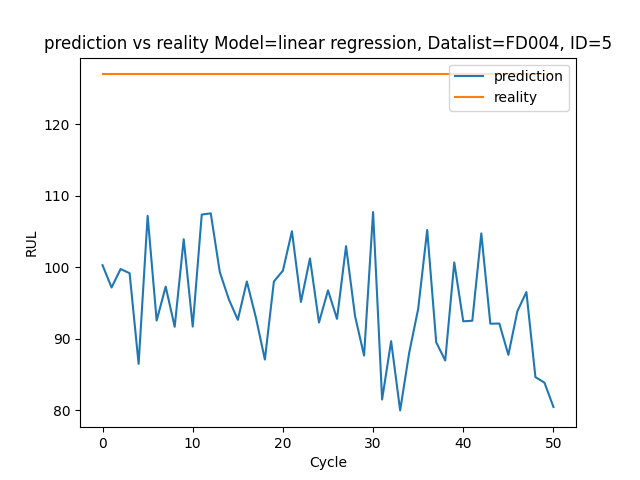 prediction vs reality Model=linear regression, Datalist=FD004, ID=5
prediction
reality
RUL
120
110
100
90
80
0 10 20 30 40 50
Cycle